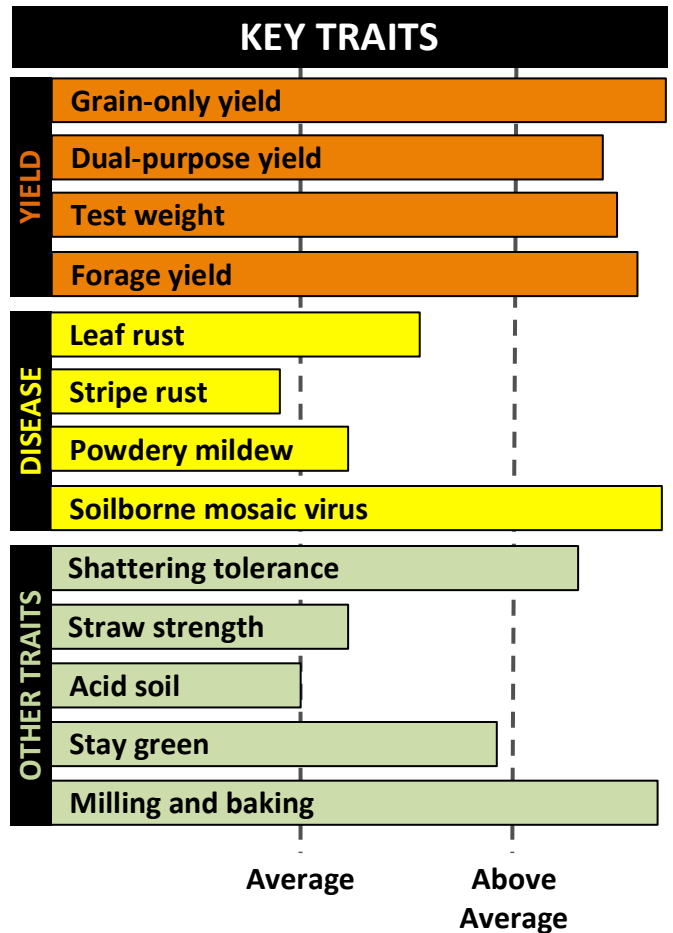 KEY TRAITS
YIELD
Grain-only yield
Dual-purpose yield
Test weight
Forage yield
DISEASE
Leaf rust
Stripe rust
Powdery mildew
Soilborne mosaic virus
OTHER TRAITS
Shattering tolerance
Straw strength
Acid soil
Stay green
Milling and baking
Average
Above
Average